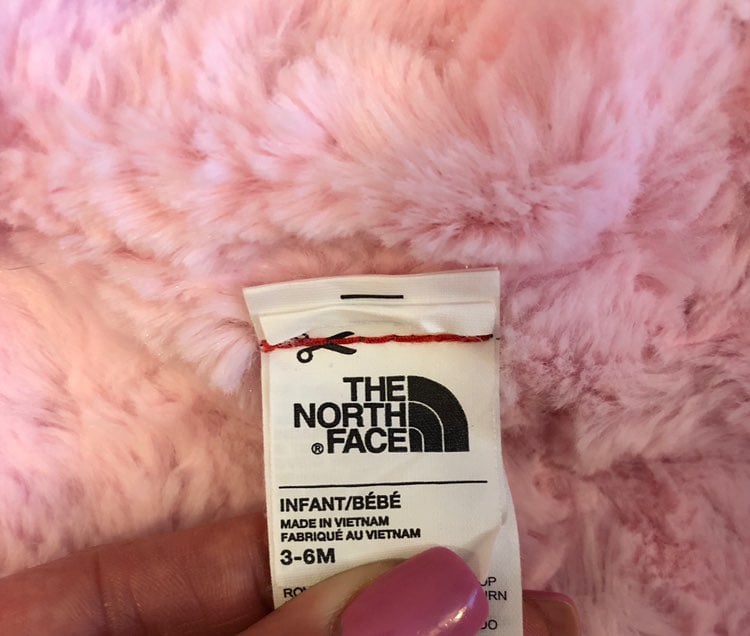 THE
NORTH
® FACE
INFANT/BÉBÉ
MADE IN VIETNAM
FABRIQUÉ AU VIETNAM
3-6M